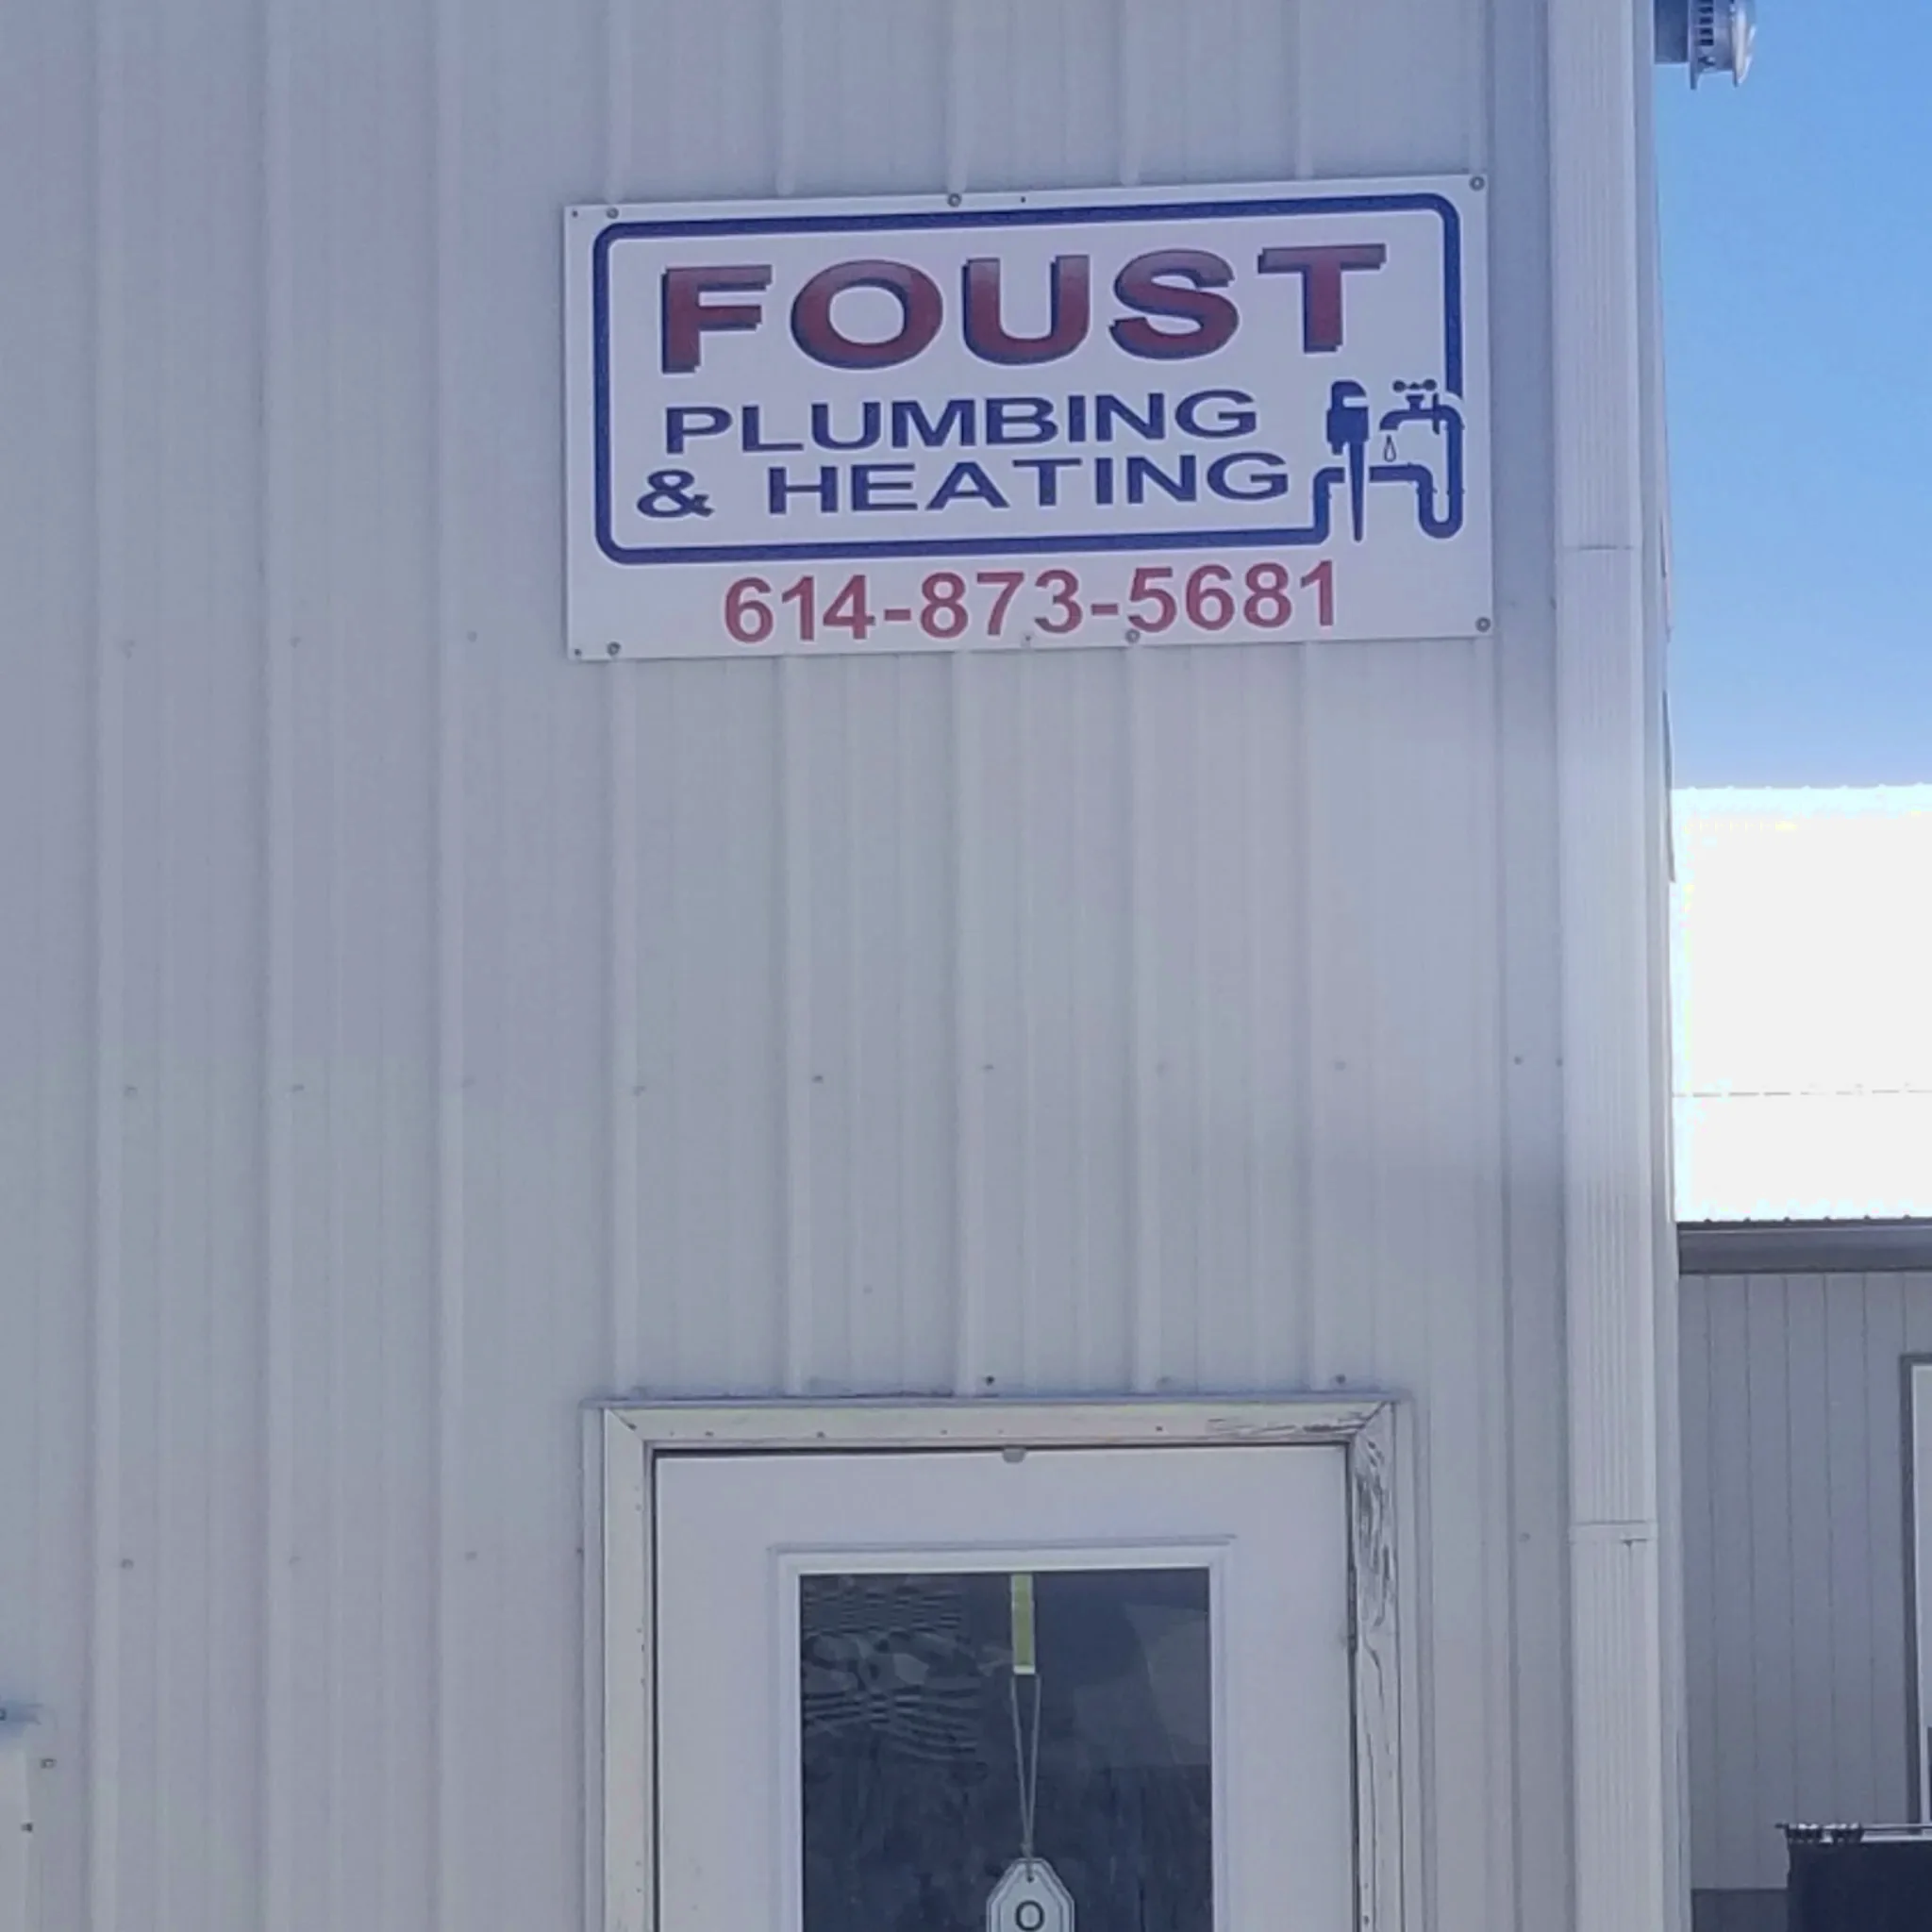 FOUST
PLUMBING
& HEATING
614-873-5681
O